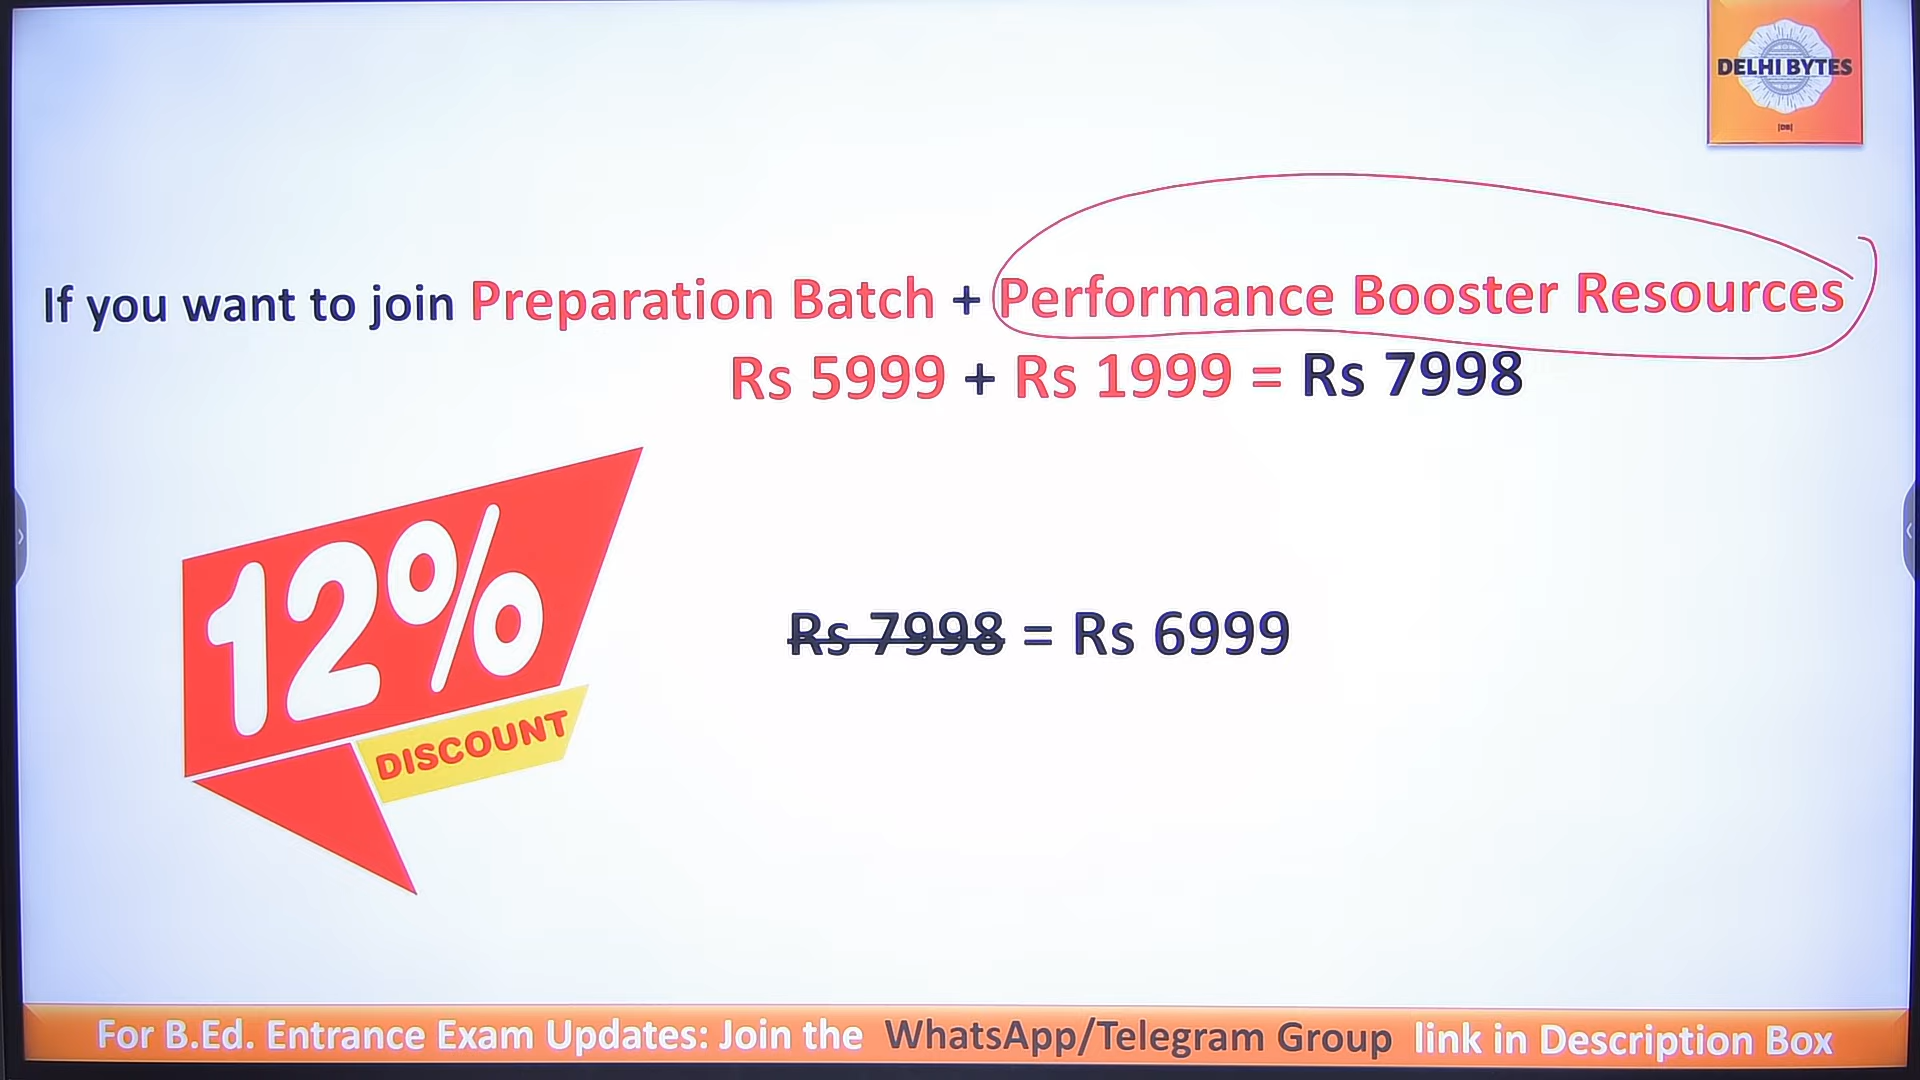 DELHI BYTES
|DB|
If you want to join Preparation Batch + Performance Booster Resources
Rs 5999 + Rs 1999 = Rs 7998
12%
DISCOUNT
Rs 7998 = Rs 6999
For B.Ed. Entrance Exam Updates: Join the WhatsApp/Telegram Group link in Description Box